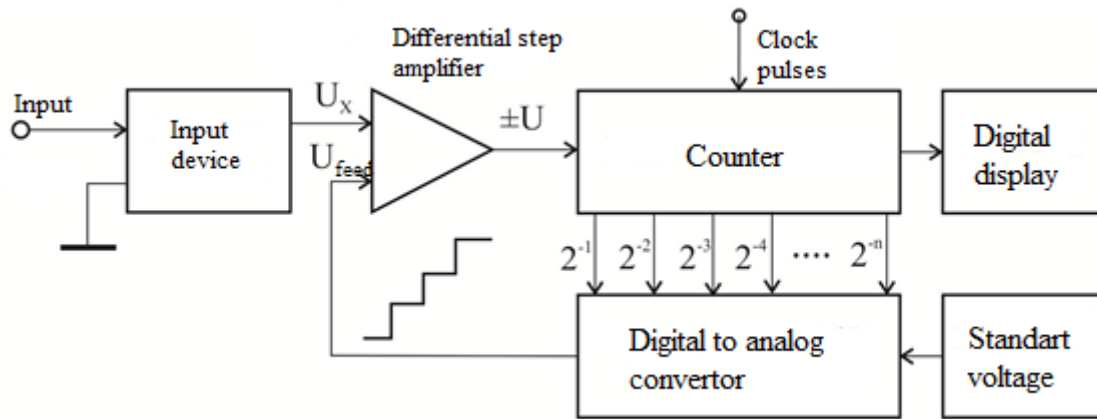 Differential step
amplifier
Clock
pulses
Input
Input
device
U_x
U_feed
±U
Counter
Digital
display
2^-1 2^-2 2^-3 2^-4 .... 2^-n
Digital to analog
convertor
Standart
voltage